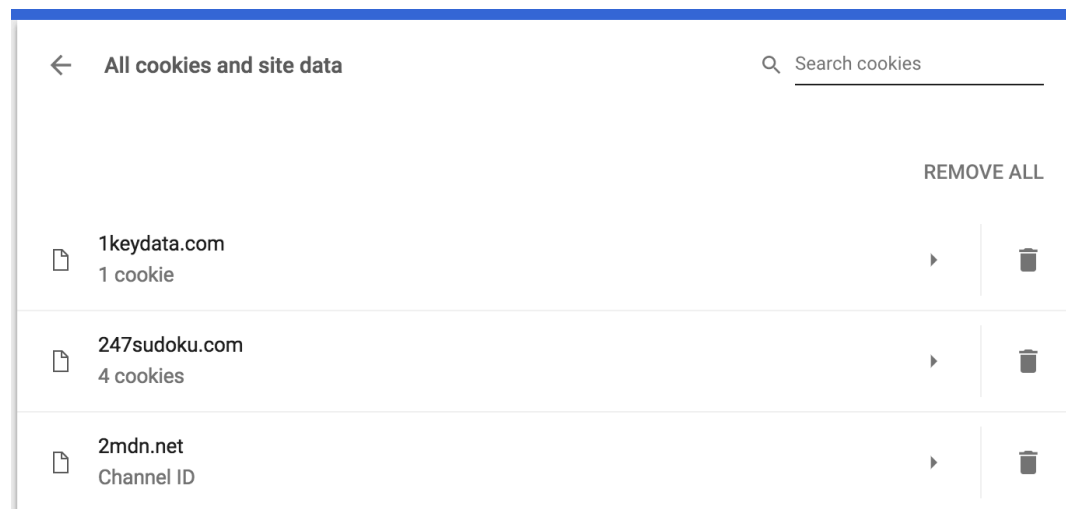 All cookies and site data
Search cookies
REMOVE ALL
1keydata.com
1 cookie
247sudoku.com
4 cookies
2mdn.net
Channel ID